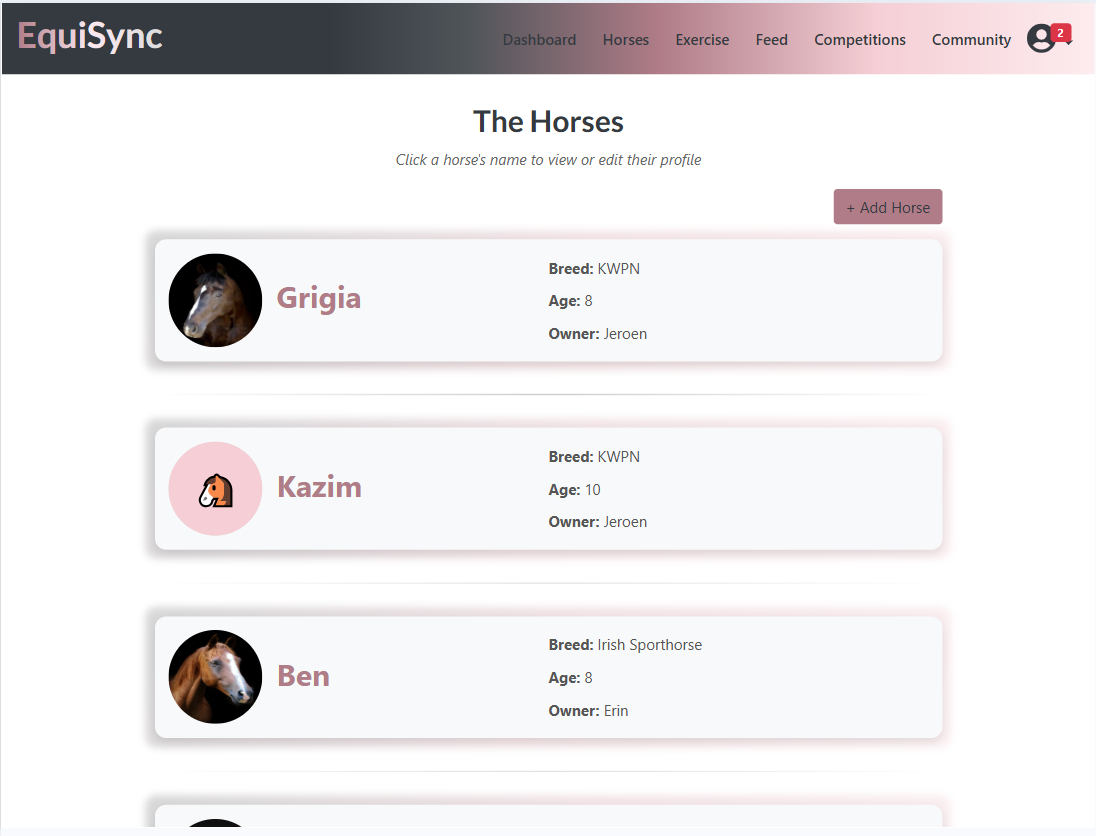 EquiSync
Dashboard Horses Exercise Feed Competitions Community 2
The Horses
Click a horse's name to view or edit their profile
+ Add Horse
Grigia
Breed: KWPN
Age: 8
Owner: Jeroen
Kazim
Breed: KWPN
Age: 10
Owner: Jeroen
Ben
Breed: Irish Sporthorse
Age: 8
Owner: Erin